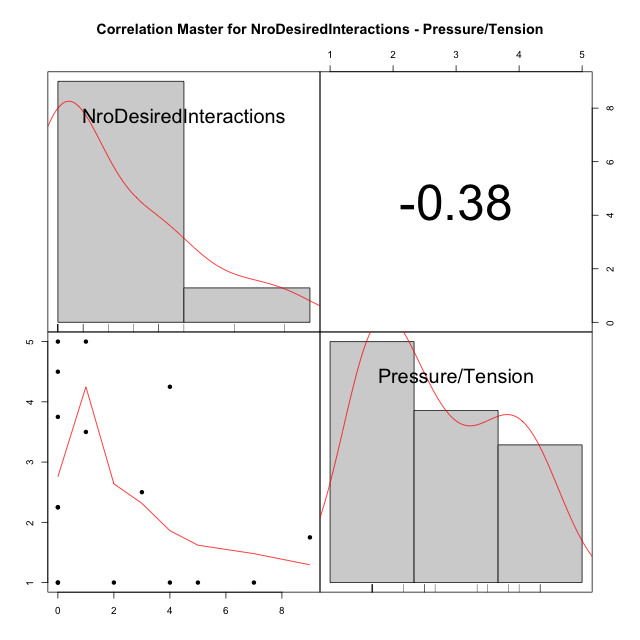 Correlation Master for NroDesiredInteractions - Pressure/Tension
1 2 3 4 5
NroDesiredInteractions
-0.38
8
6
4
2
0
Pressure/Tension
5
4
3
2
1
0 2 4 6 8